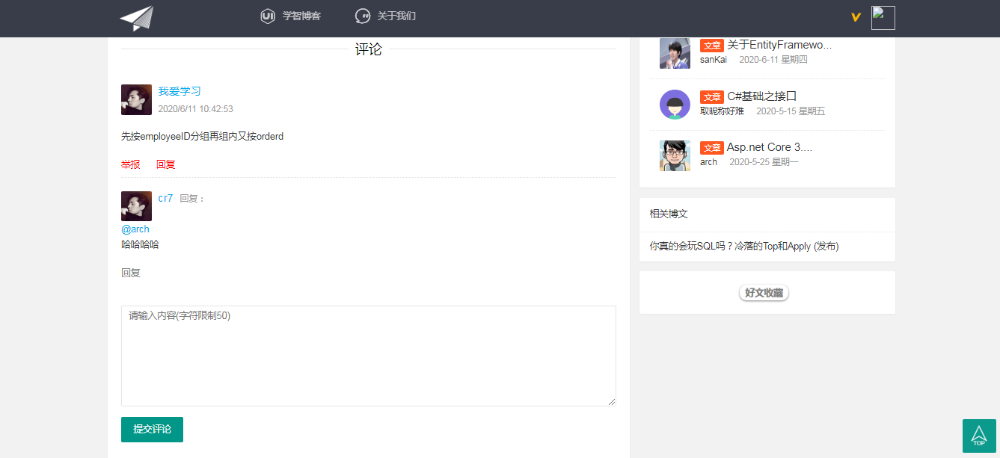 UI 学智博客 关于我们
评论
我爱学习
2020/6/11 10:42:53
先按employeeID分组再组内又按orderd
举报 回复
cr7 回复：
@arch
哈哈哈哈
回复
请输入内容(字符限制50)
提交评论
文章 关于EntityFramewo...
sanKai 2020-6-11 星期四
文章 C#基础之接口
取昵称好难 2020-5-15 星期五
文章 Asp.net Core 3....
arch 2020-5-25 星期一
相关博文
你真的会玩SQL吗？冷落的Top和Apply (发布)
好文收藏
TOP